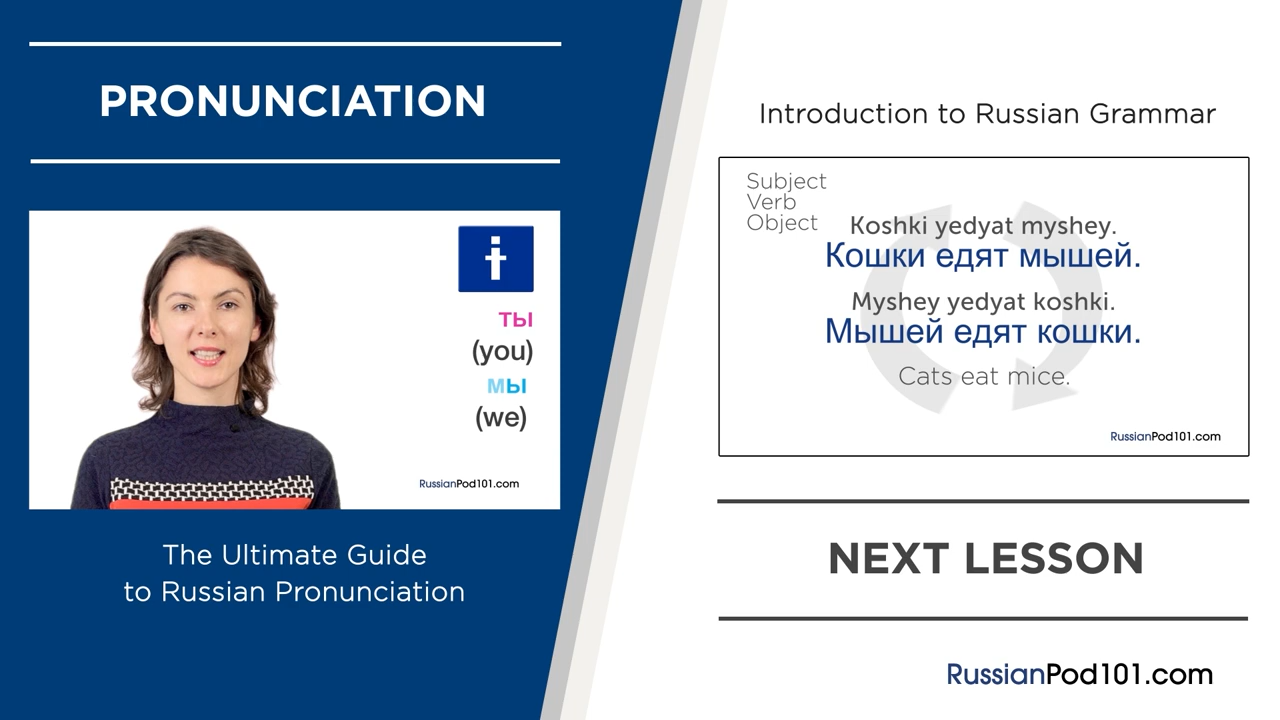 PRONUNCIATION
ɨ
ты
(you)
мы
(we)
RussianPod101.com
The Ultimate Guide
to Russian Pronunciation
Introduction to Russian Grammar
Subject
Verb
Object
Koshki yedyat myshey.
Кошки едят мышей.
Myshey yedyat koshki.
Мышей едят кошки.
Cats eat mice.
RussianPod101.com
NEXT LESSON
RussianPod101.com